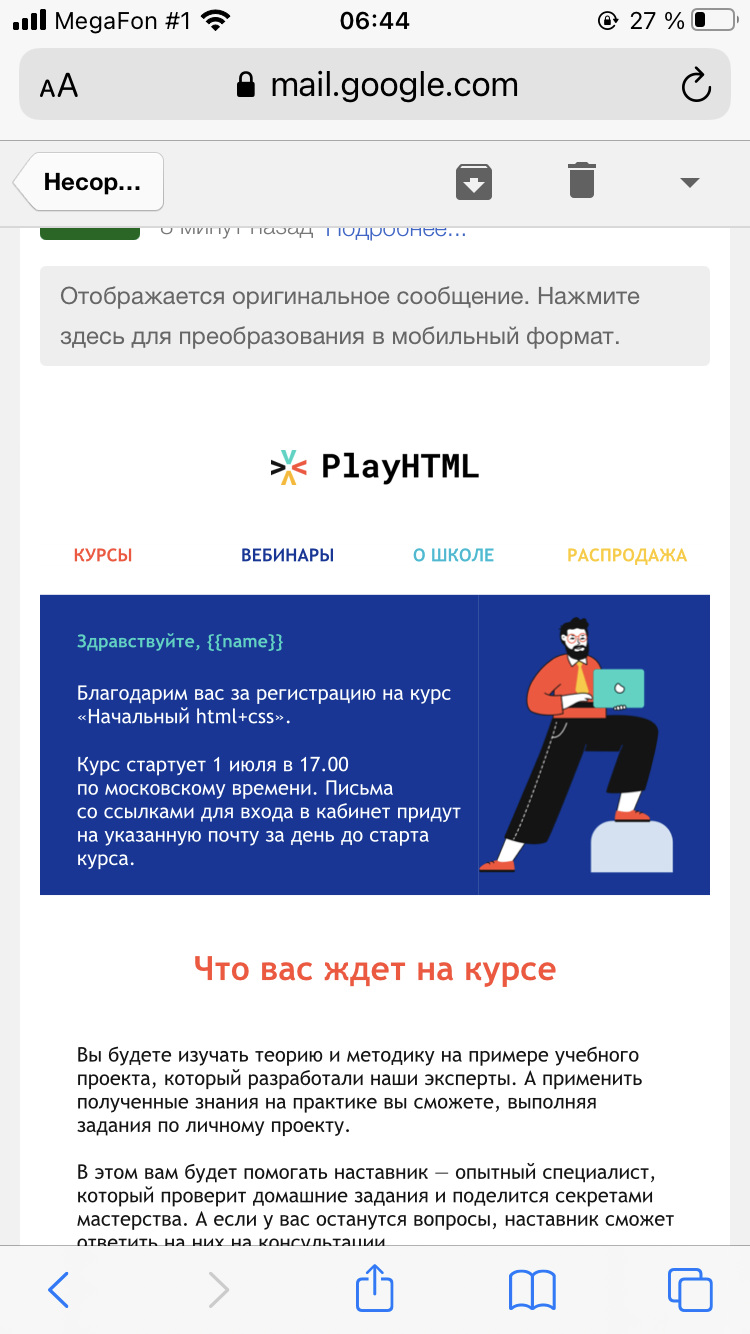 MegaFon #1 06:44 27 %
AA mail.google.com
Несор...
8 минут назад Подробнее...
Отображается оригинальное сообщение. Нажмите
здесь для преобразования в мобильный формат.
PlayHTML
КУРСЫ ВЕБИНАРЫ О ШКОЛЕ РАСПРОДАЖА
Здравствуйте, {{name}}
Благодарим вас за регистрацию на курс
«Начальный html+css».
Курс стартует 1 июля в 17.00
по московскому времени. Письма
со ссылками для входа в кабинет придут
на указанную почту за день до старта
курса.
Что вас ждет на курсе
Вы будете изучать теорию и методику на примере учебного
проекта, который разработали наши эксперты. А применить
полученные знания на практике вы сможете, выполняя
задания по личному проекту.
В этом вам будет помогать наставник — опытный специалист,
который проверит домашние задания и поделится секретами
мастерства. А если у вас останутся вопросы, наставник сможет
ответить на них на консультации